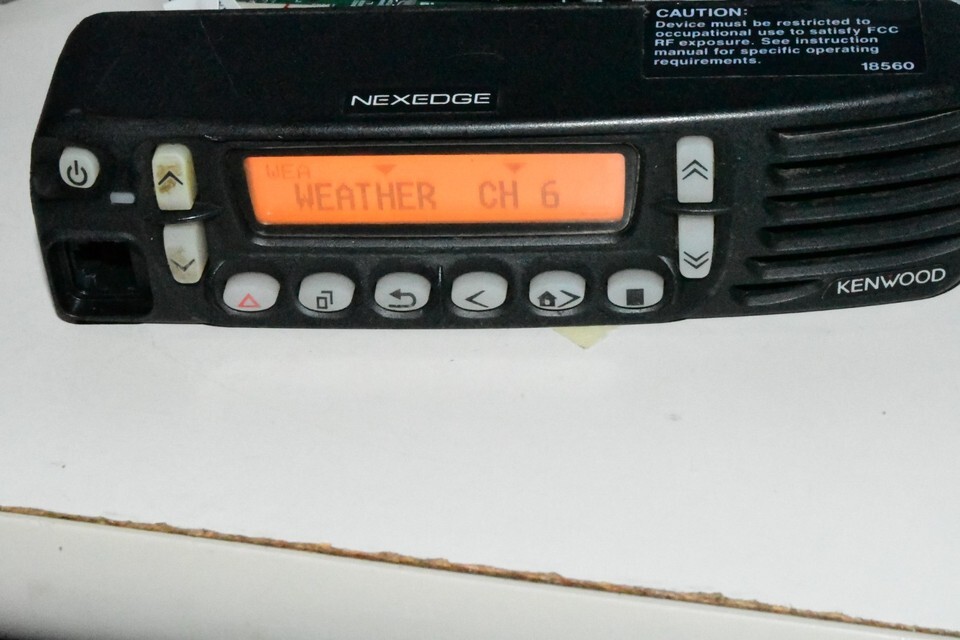 CAUTION:
Device must be restricted to
occupational use to satisfy FCC
RF exposure. See instruction
manual for specific operating
requirements.
18560
NEXEDGE
WEA
WEATHER CH 6
KENWOOD